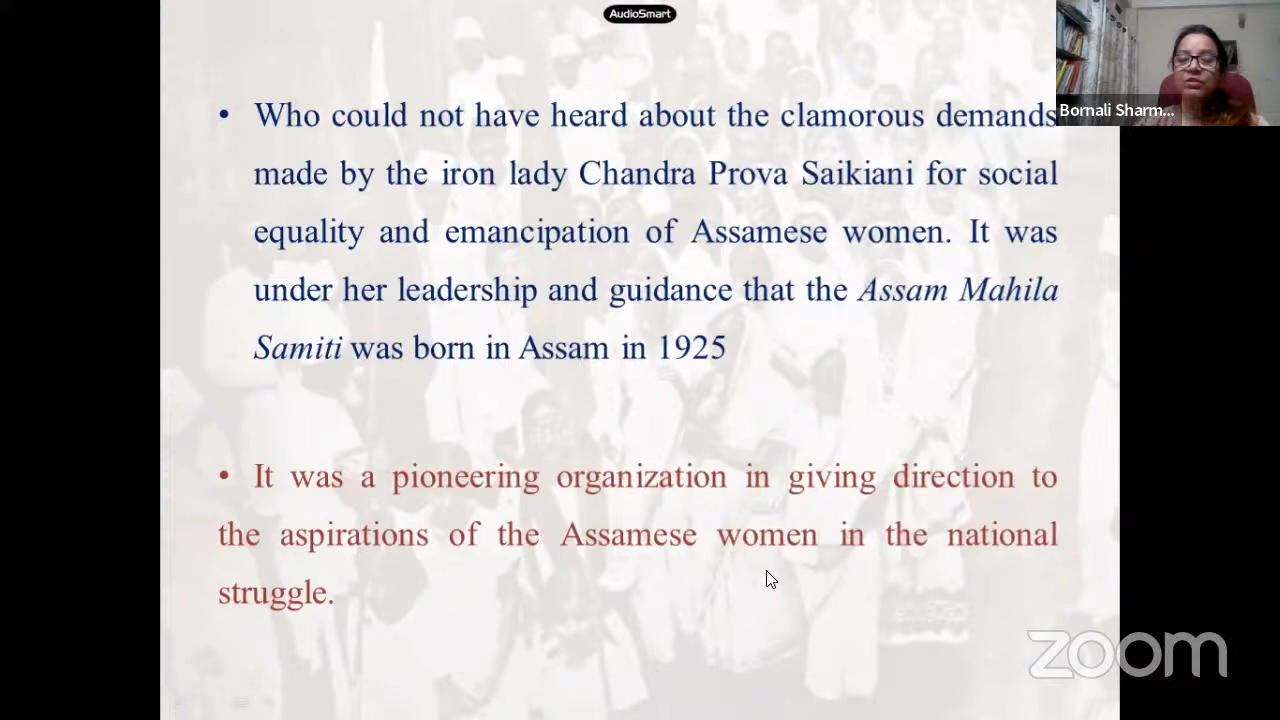 AudioSmart
Bornali Sharm...
• Who could not have heard about the clamorous demands
made by the iron lady Chandra Prova Saikiani for social
equality and emancipation of Assamese women. It was
under her leadership and guidance that the Assam Mahila
Samiti was born in Assam in 1925
• It was a pioneering organization in giving direction to
the aspirations of the Assamese women in the national
struggle.
zoom